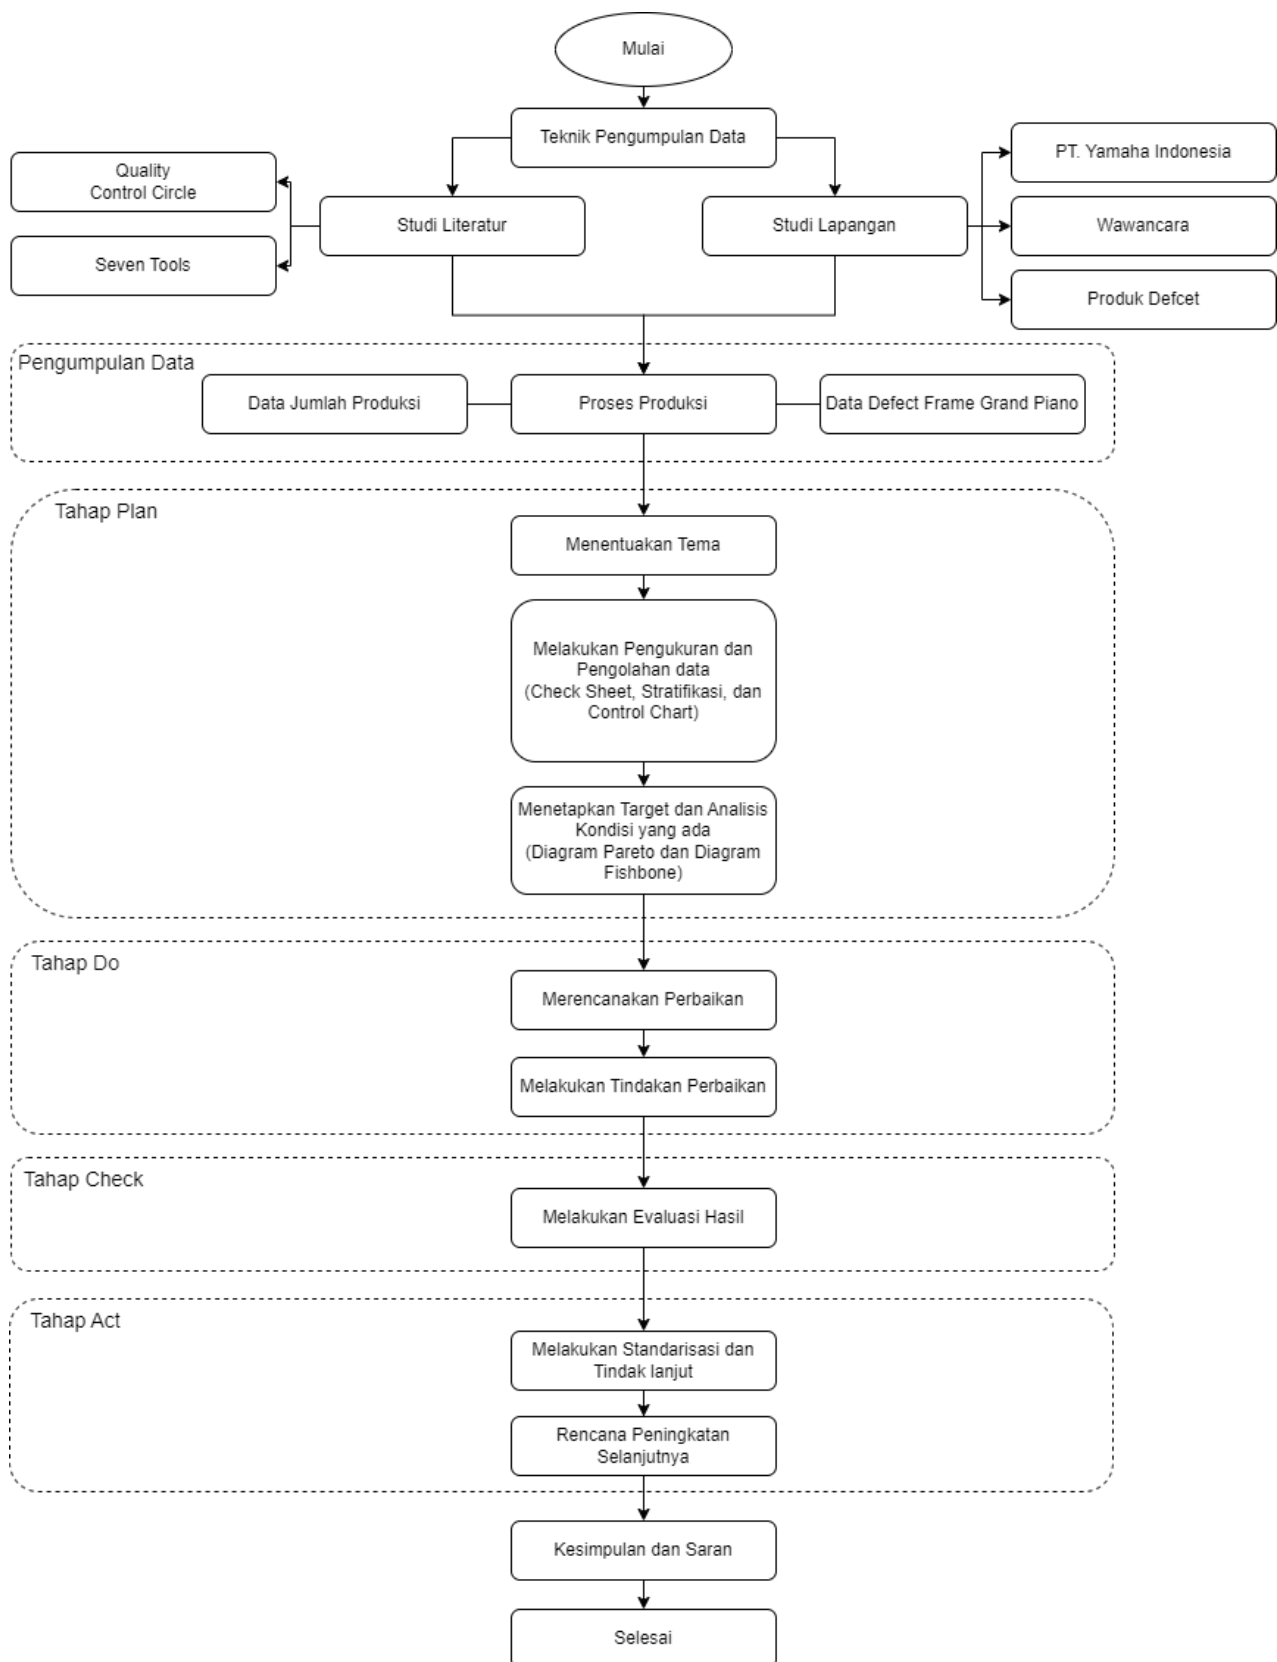 Mulai
Teknik Pengumpulan Data
Quality
Control Circle
Seven Tools
Studi Literatur
Studi Lapangan
PT. Yamaha Indonesia
Wawancara
Produk Defcet
Pengumpulan Data
Data Jumlah Produksi
Proses Produksi
Data Defect Frame Grand Piano
Tahap Plan
Menentuakan Tema
Melakukan Pengukuran dan
Pengolahan data
(Check Sheet, Stratifikasi, dan
Control Chart)
Menetapkan Target dan Analisis
Kondisi yang ada
(Diagram Pareto dan Diagram
Fishbone)
Tahap Do
Merencanakan Perbaikan
Melakukan Tindakan Perbaikan
Tahap Check
Melakukan Evaluasi Hasil
Tahap Act
Melakukan Standarisasi dan
Tindak lanjut
Rencana Peningkatan
Selanjutnya
Kesimpulan dan Saran
Selesai